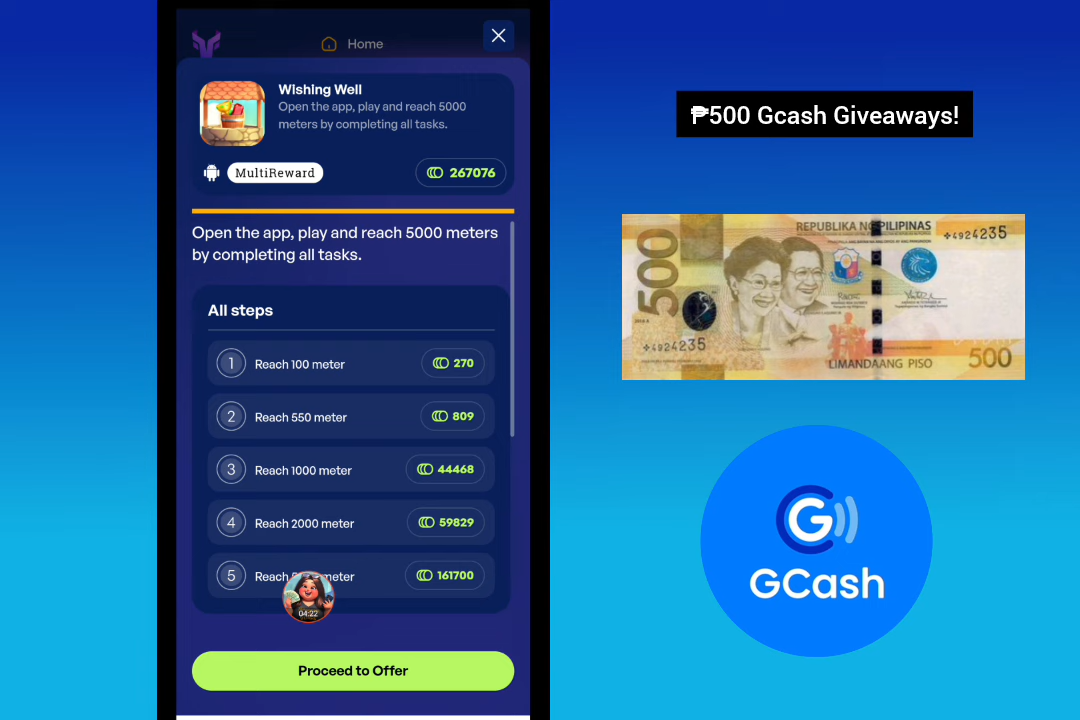 Home
Wishing Well
Open the app, play and reach 5000
meters by completing all tasks.
MultiReward
267076
Open the app, play and reach 5000 meters
by completing all tasks.
All steps
1 Reach 100 meter 270
2 Reach 550 meter 809
3 Reach 1000 meter 44468
4 Reach 2000 meter 59829
5 Reach meter 161700
04:22
Proceed to Offer
₱500 Gcash Giveaways!
REPUBLIKA NG PILIPINAS
4924235
500
4924235
LIMANDAANG PISO
500
G
GCash